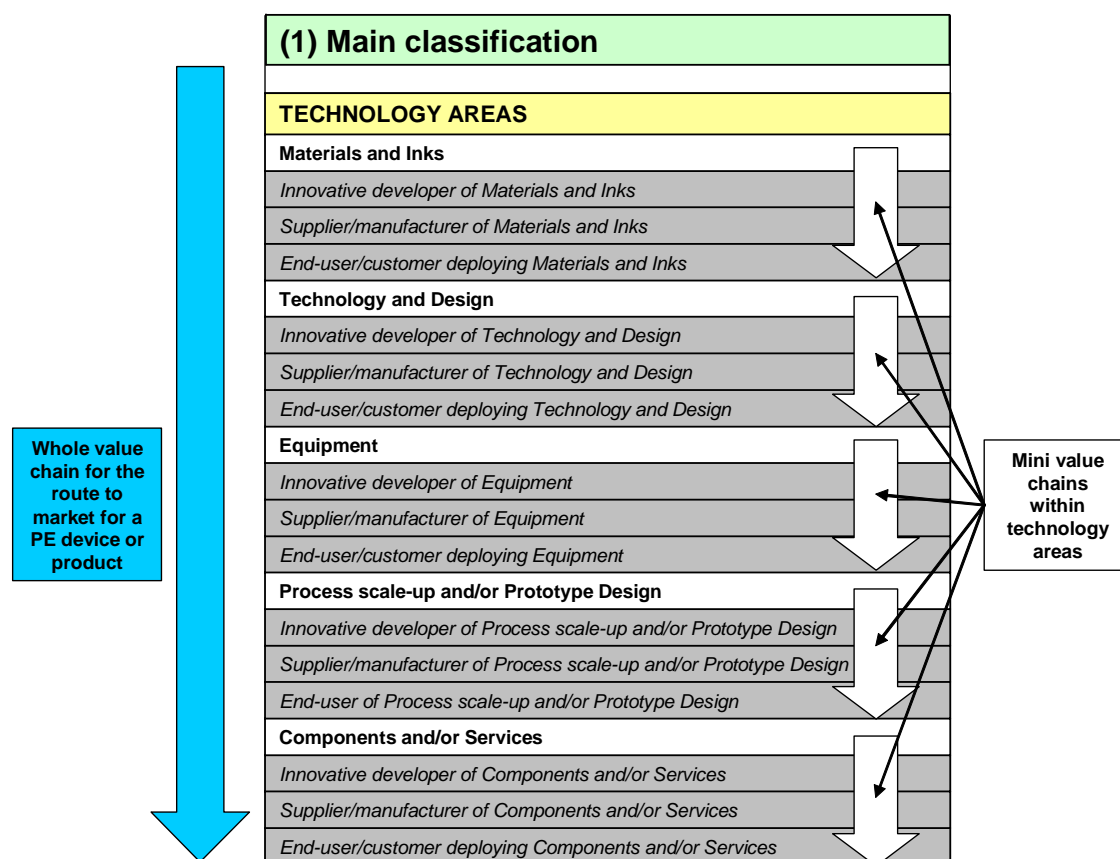 (1) Main classification
TECHNOLOGY AREAS
Materials and Inks
Innovative developer of Materials and Inks
Supplier/manufacturer of Materials and Inks
End-user/customer deploying Materials and Inks
Technology and Design
Innovative developer of Technology and Design
Supplier/manufacturer of Technology and Design
End-user/customer deploying Technology and Design
Equipment
Innovative developer of Equipment
Supplier/manufacturer of Equipment
End-user/customer deploying Equipment
Process scale-up and/or Prototype Design
Innovative developer of Process scale-up and/or Prototype Design
Supplier/manufacturer of Process scale-up and/or Prototype Design
End-user of Process scale-up and/or Prototype Design
Components and/or Services
Innovative developer of Components and/or Services
Supplier/manufacturer of Components and/or Services
End-user/customer deploying Components and/or Services
Whole value
chain for the
route to
market for a
PE device or
product
Mini value
chains
within
technology
areas